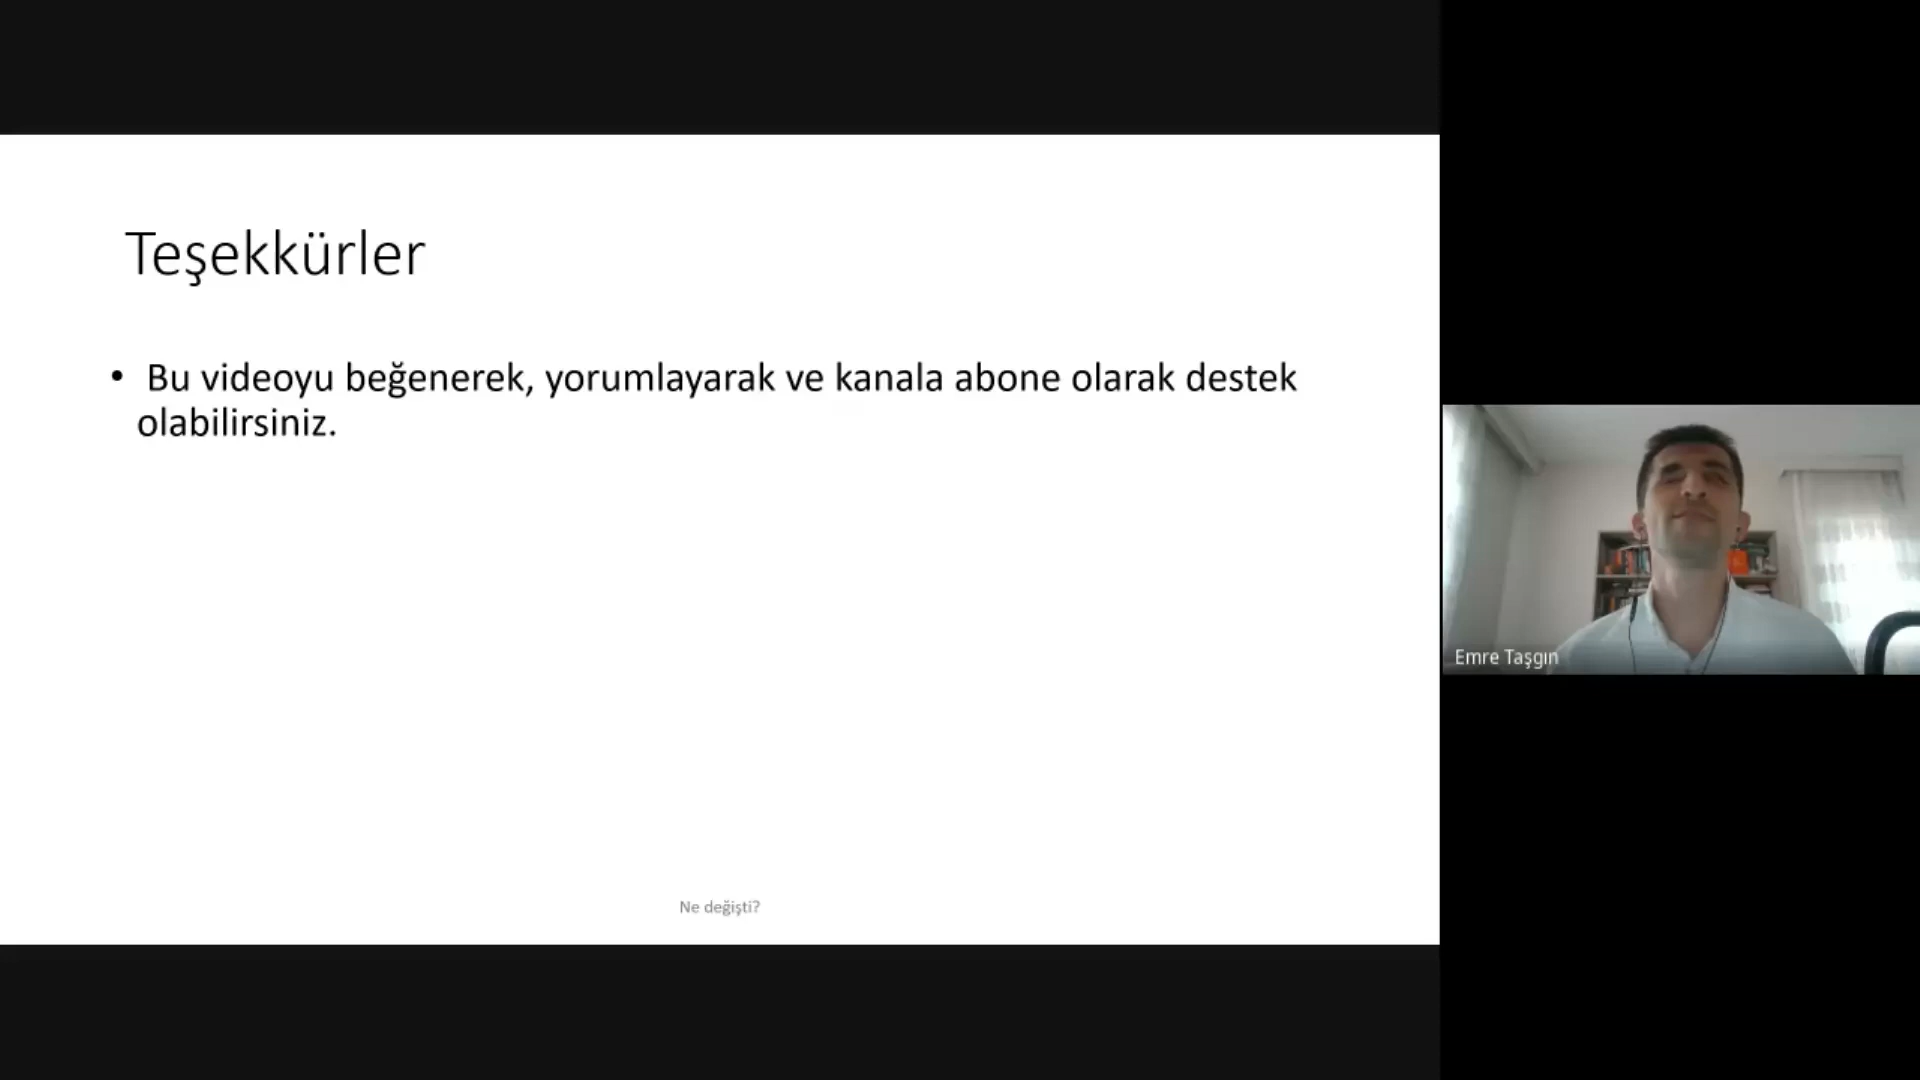 Teşekkürler
• Bu videoyu beğenerek, yorumlayarak ve kanala abone olarak destek
olabilirsiniz.
Ne değişti?
Emre Taşgın